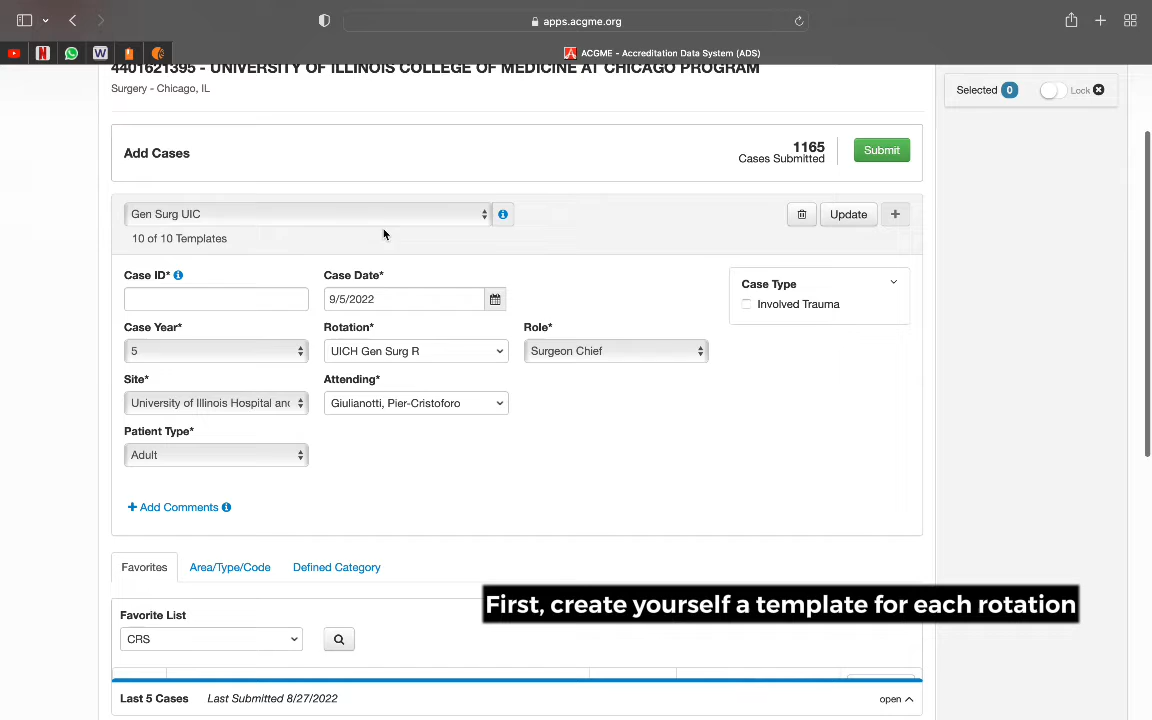 apps.acgme.org
ACGME - Accreditation Data System (ADS)
4401621395 - UNIVERSITY OF ILLINOIS COLLEGE OF MEDICINE AT CHICAGO PROGRAM
Surgery - Chicago, IL
Selected 0 Lock
Add Cases
1165
Cases Submitted
Submit
Gen Surg UIC
Update
10 of 10 Templates
Case ID*
Case Date*
Case Type
9/5/2022
Involved Trauma
Case Year*
Rotation*
Role*
5
UICH Gen Surg R
Surgeon Chief
Site*
Attending*
University of Illinois Hospital and
Giulianotti, Pier-Cristoforo
Patient Type*
Adult
+ Add Comments
Favorites
Area/Type/Code
Defined Category
First, create yourself a template for each rotation
Favorite List
CRS
Last 5 Cases Last Submitted 8/27/2022
open